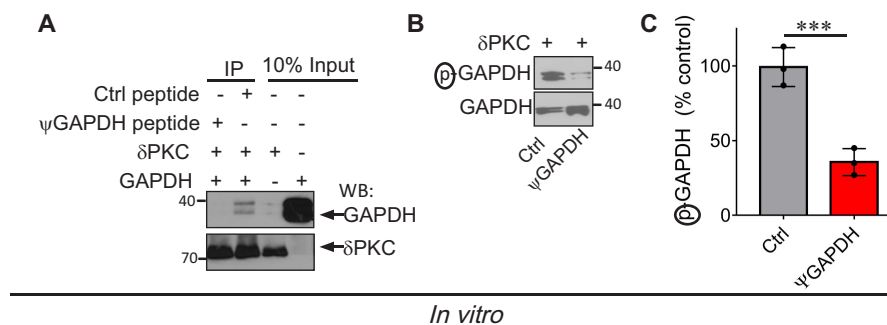 A
IP 10% Input
Ctrl peptide - + - -
ψGAPDH peptide + - - -
δPKC + + + -
GAPDH + + - +
WB:
40
GAPDH
δPKC
70
B
δPKC + +
p-GAPDH 40
GAPDH 40
Ctrl
ψGAPDH
C
***
p-GAPDH (% control)
100
50
0
Ctrl
ΨGAPDH
In vitro